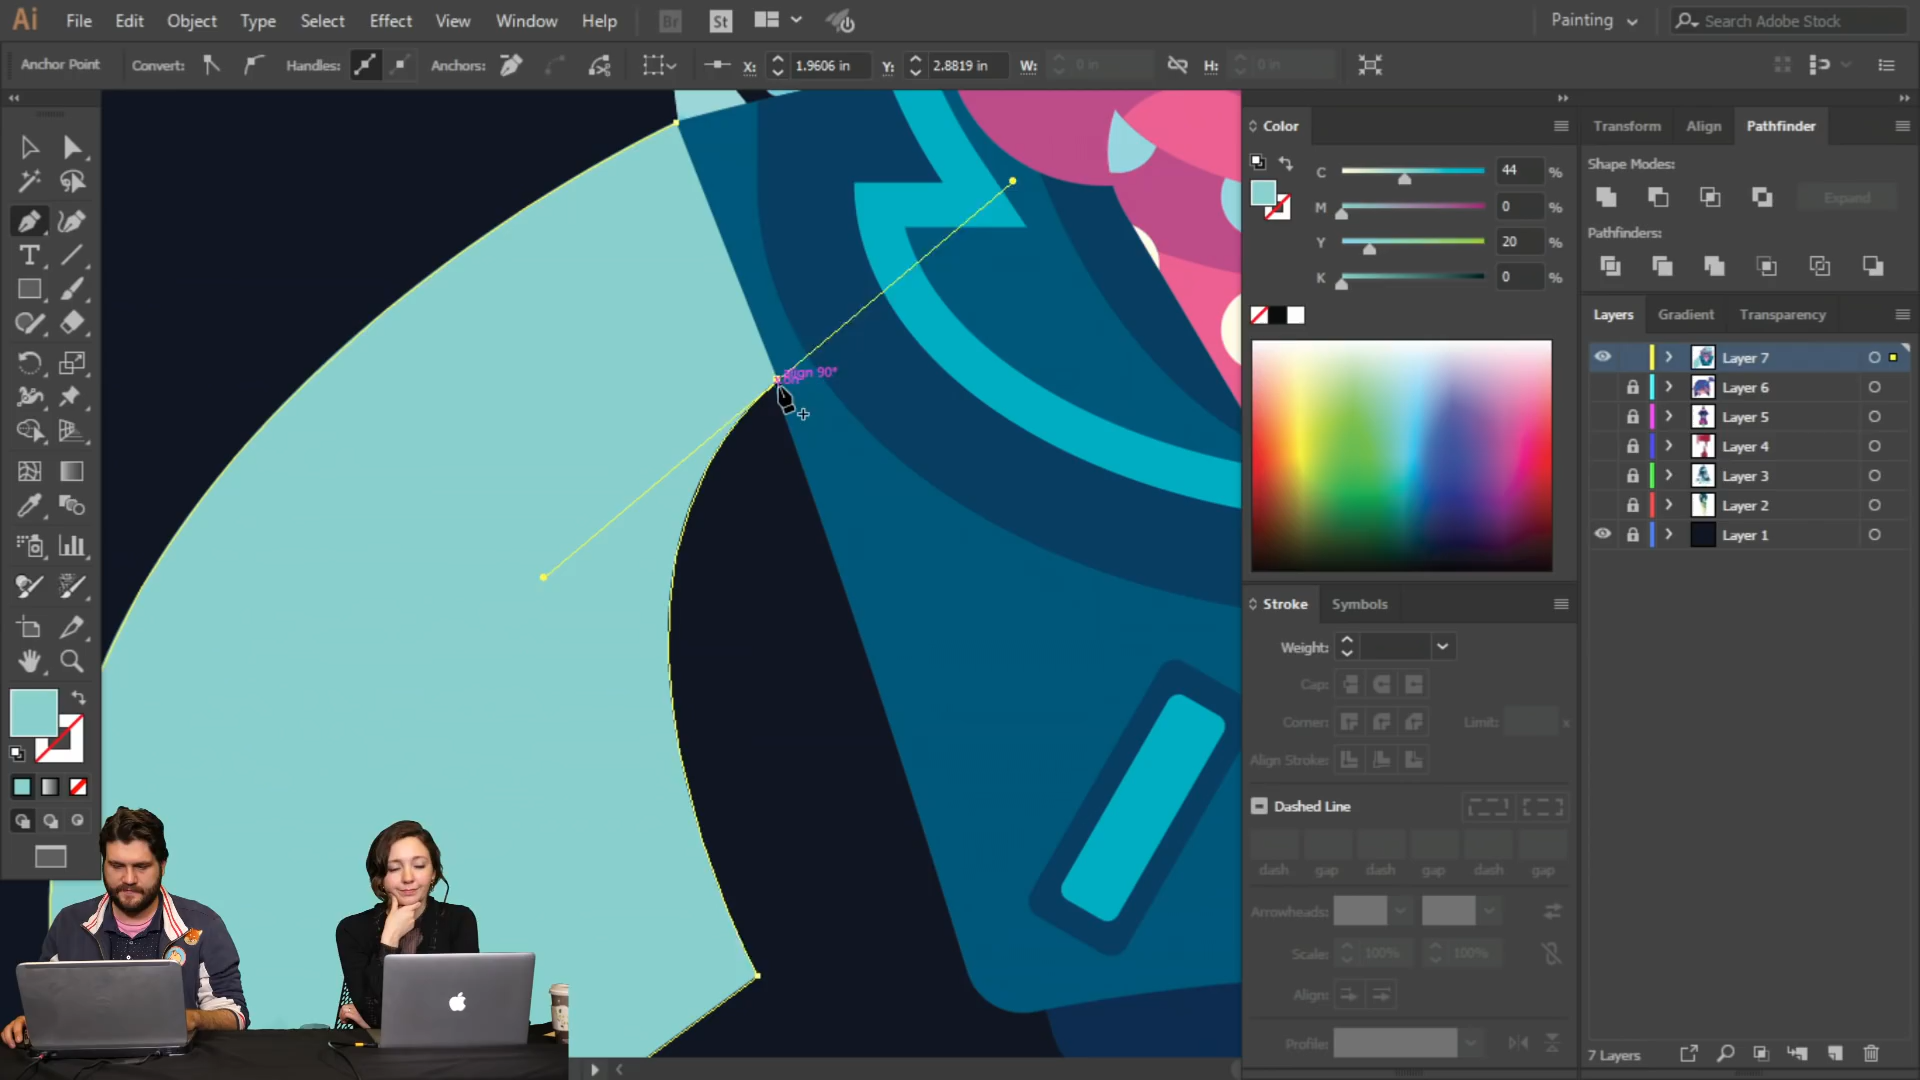 Ai File Edit Object Type Select Effect View Window Help Br St Painting Search Adobe Stock
Anchor Point Convert: Handles: Anchors: X: 1.9606 in Y: 2.8819 in W: 0 in H: 0 in
Color Transform Align Pathfinder
Shape Modes:
C 44 %
M 0 %
Expand
Pathfinders:
Y 20 %
K 0 %
Layers Gradient Transparency
Layer 7
Layer 6
Layer 5
Layer 4
Layer 3
Layer 2
Layer 1
align 90°
T
Stroke Symbols
Weight:
Cap:
Corner: Limit: x
Align Stroke:
Dashed Line
dash gap dash gap dash gap
Arrowheads:
Scale: 100% 100%
Align:
Profile:
7 Layers